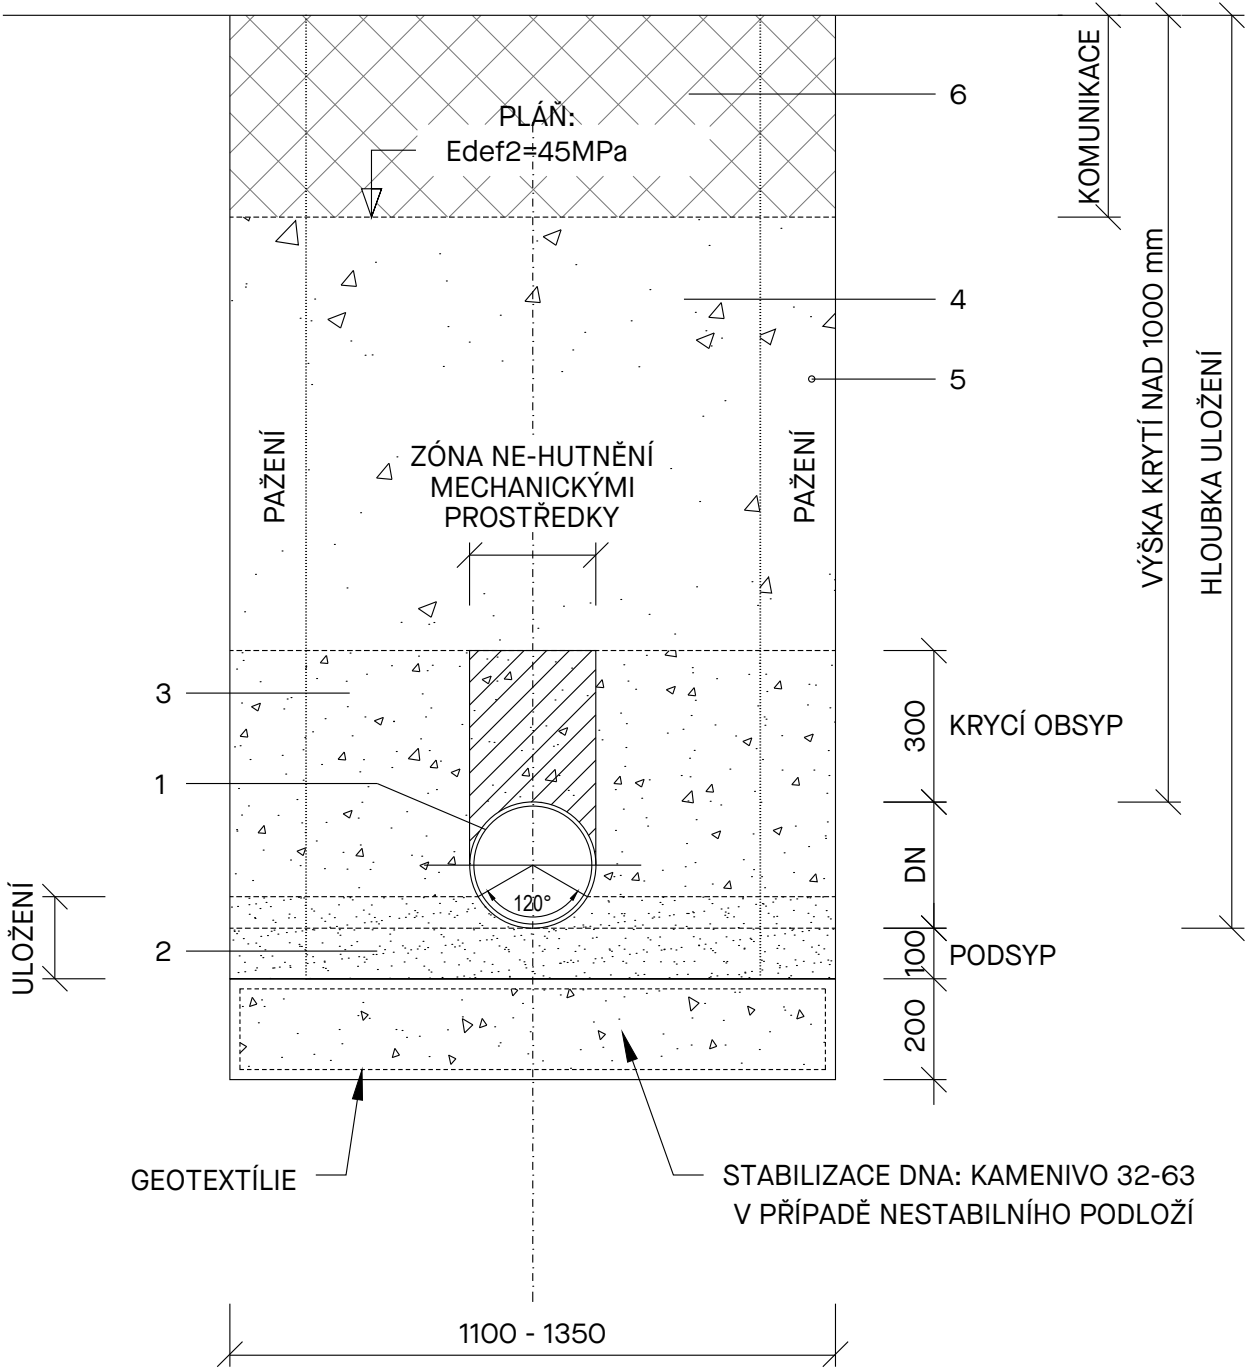 KOMUNIKACE
6
PLÁŇ:
Edef2=45MPa
4
VÝŠKA KRYTÍ NAD 1000 mm
HLOUBKA ULOŽENÍ
5
PAŽENÍ
ZÓNA NE-HUTNĚNÍ
MECHANICKÝMI
PROSTŘEDKY
PAŽENÍ
3
300
KRYCÍ OBSYP
1
DN
120°
ULOŽENÍ
2
100
PODSYP
200
GEOTEXTÍLIE
STABILIZACE DNA: KAMENIVO 32-63
V PŘÍPADĚ NESTABILNÍHO PODLOŽÍ
1100 - 1350